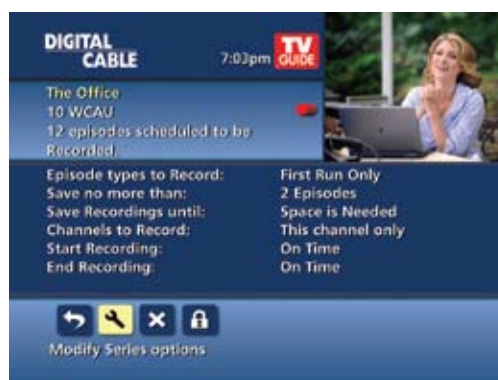 DIGITAL
CABLE
7:03pm
TV
GUIDE
The Office
10 WCAU
12 episodes scheduled to be
Recorded
Episode types to Record: First Run Only
Save no more than: 2 Episodes
Save Recordings until: Space is Needed
Channels to Record: This channel only
Start Recording: On Time
End Recording: On Time
Modify Series options